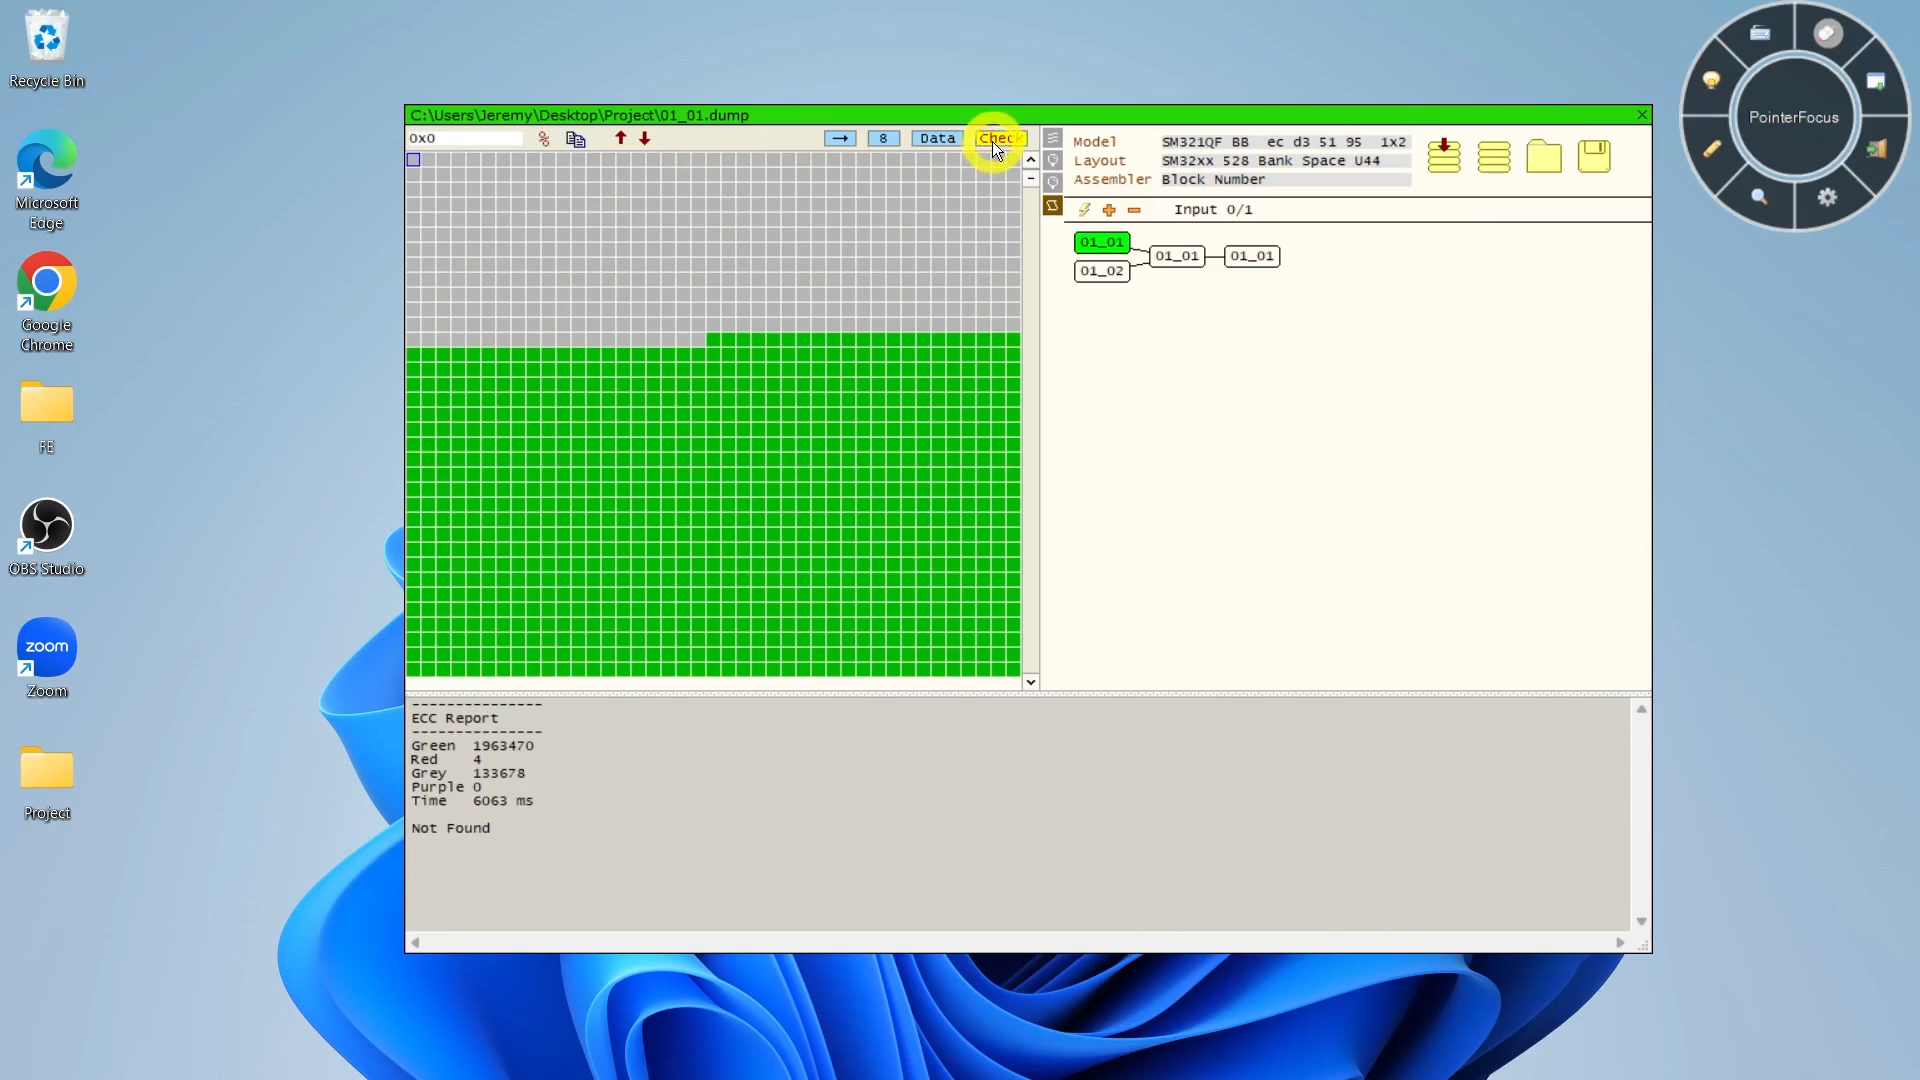 Recycle Bin
Microsoft
Edge
Google
Chrome
FE
OBS Studio
zoom
Zoom
Project
PointerFocus
C:\Users\Jeremy\Desktop\Project\01_01.dump
0x0
8
Data
Check
Model SM321QF BB ec d3 51 95 1x2
Layout SM32xx 528 Bank Space U44
Assembler Block Number
Input 0/1
01_01
01_02
01_01
01_01
---------------
ECC Report
---------------
Green 1963470
Red 4
Grey 133678
Purple 0
Time 6063 ms
Not Found